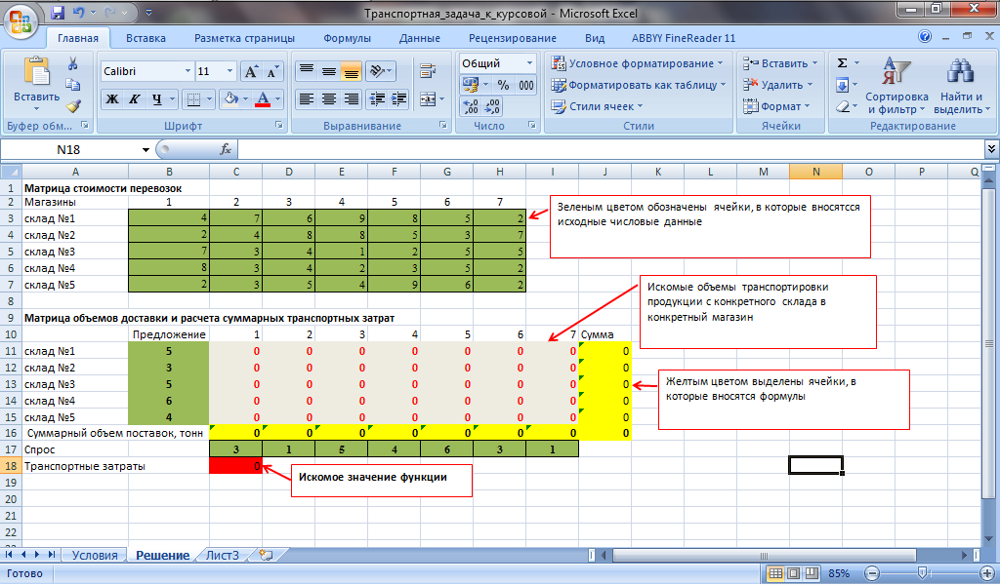 Транспортная_задача_к_курсовой - Microsoft Excel
Главная Вставка Разметка страницы Формулы Данные Рецензирование Вид ABBYY FineReader 11
Calibri 11 Общий Условное форматирование Вставить Σ
Вставить Форматировать как таблицу Удалить Сортировка и фильтр Найти и выделить
Ж К Ч % 000 Стили ячеек Формат
Буфер обм... Шрифт Выравнивание Число Стили Ячейки Редактирование
N18 fx
A B C D E F G H I J K L M N O P Q
1 Матрица стоимости перевозок
2 Магазины 1 2 3 4 5 6 7
3 склад №1 4 7 6 9 8 5 2
4 склад №2 2 4 8 8 5 3 7
5 склад №3 7 3 4 1 2 5 5
6 склад №4 8 3 4 2 3 5 2
7 склад №5 2 3 5 4 9 6 2
8
9 Матрица объемов доставки и расчета суммарных транспортных затрат
10 Предложение 1 2 3 4 5 6 7 Сумма
11 склад №1 5 0 0 0 0 0 0 0 0
12 склад №2 3 0 0 0 0 0 0 0 0
13 склад №3 5 0 0 0 0 0 0 0 0
14 склад №4 6 0 0 0 0 0 0 0 0
15 склад №5 4 0 0 0 0 0 0 0 0
16 Суммарный объем поставок, тонн 0 0 0 0 0 0 0 0
17 Спрос 3 1 5 4 6 3 1
18 Транспортные затраты 0
19
20
21
22
Зеленым цветом обозначены ячейки, в которые вносятсся
исходные числовые данные
Искомые объемы транспортировки
продукции с конкретного склада в
конкретный магазин
Желтым цветом выделены ячейки, в
которые вносятся формулы
Искомое значение функции
Условия Решение Лист3
Готово 85%